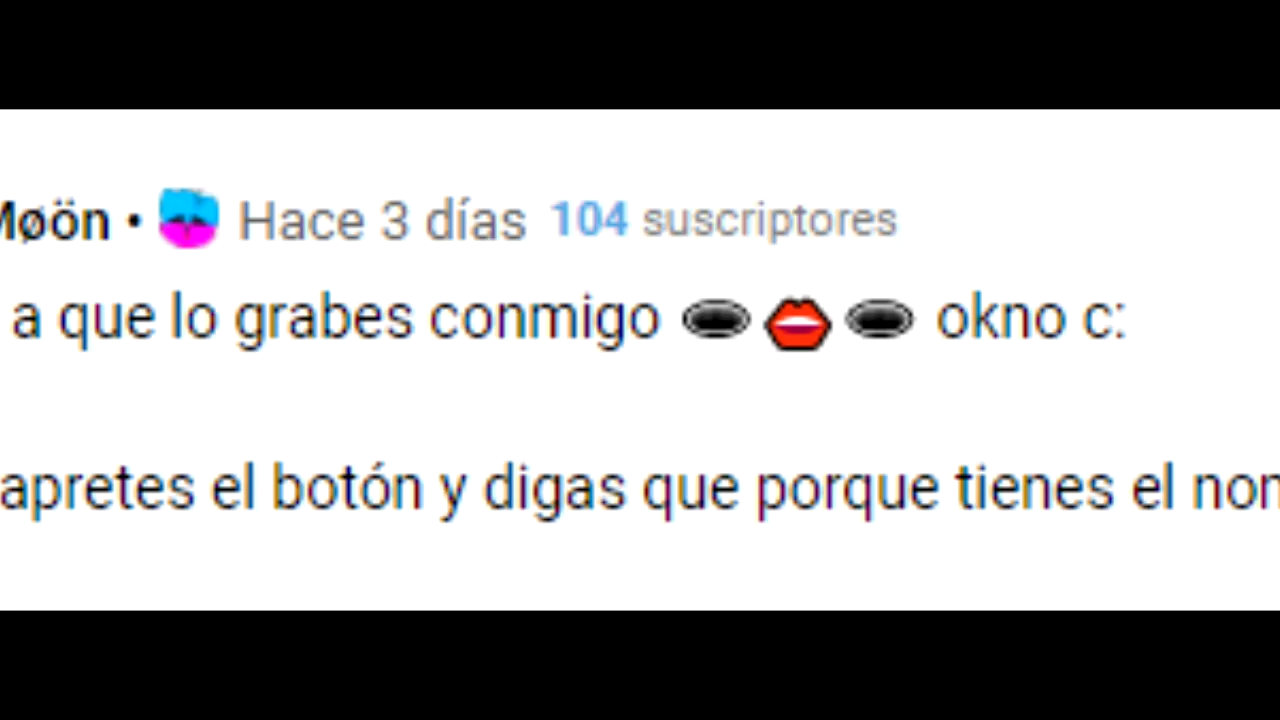 Møön • Hace 3 días 104 suscriptores
a que lo grabes conmigo 🕳️👄🕳️ okno c:
apretes el botón y digas que porque tienes el